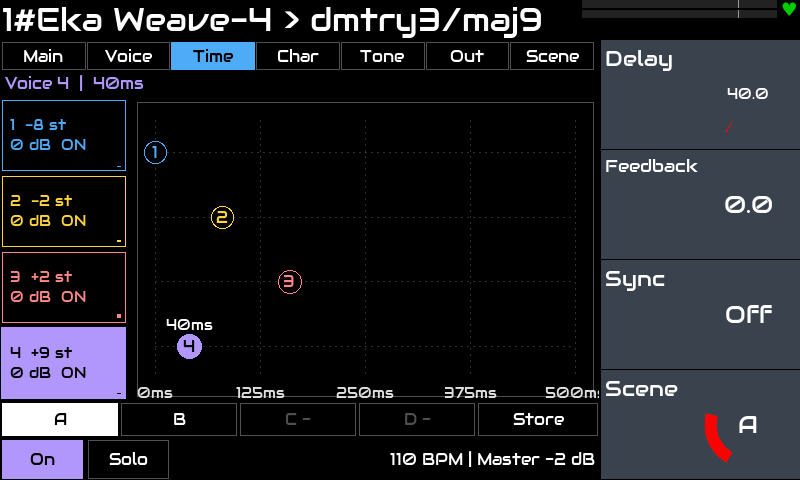 1#Eka Weave-4 > dmtry3/maj9
Main Voice Time Char Tone Out Scene
Voice 4 | 40ms
1 -8 st
0 dB ON
2 -2 st
0 dB ON
3 +2 st
0 dB ON
4 +9 st
0 dB ON
1
2
3
40ms
4
0ms 125ms 250ms 375ms 500ms
A B C - D - Store
On Solo 110 BPM | Master -2 dB
Delay
40.0
Feedback
0.0
Sync
Off
Scene
A